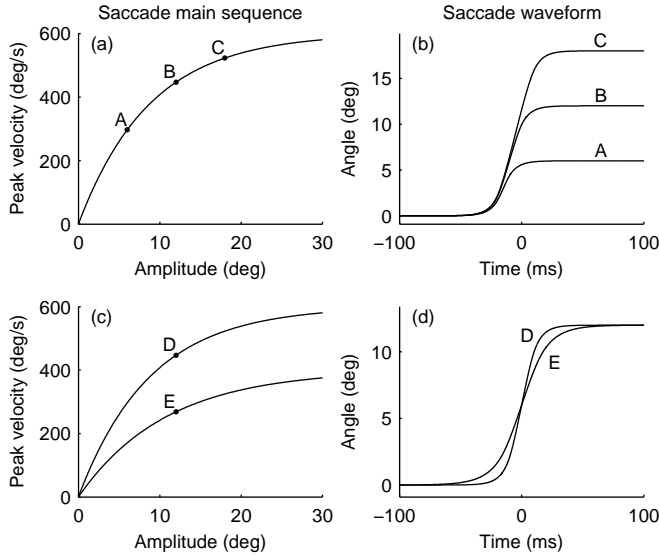 Saccade main sequence
Saccade waveform
600
400
200
0
Peak velocity (deg/s)
(a)
A
B
C
0
10
20
30
Amplitude (deg)
15
10
5
0
Angle (deg)
(b)
C
B
A
−100
0
100
Time (ms)
600
400
200
0
Peak velocity (deg/s)
(c)
D
E
0
10
20
30
Amplitude (deg)
10
5
0
Angle (deg)
(d)
D
E
−100
0
100
Time (ms)